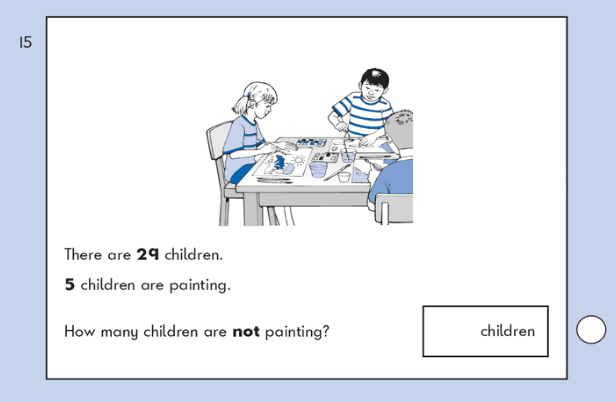 15
There are 29 children.
5 children are painting.
How many children are not painting?
children